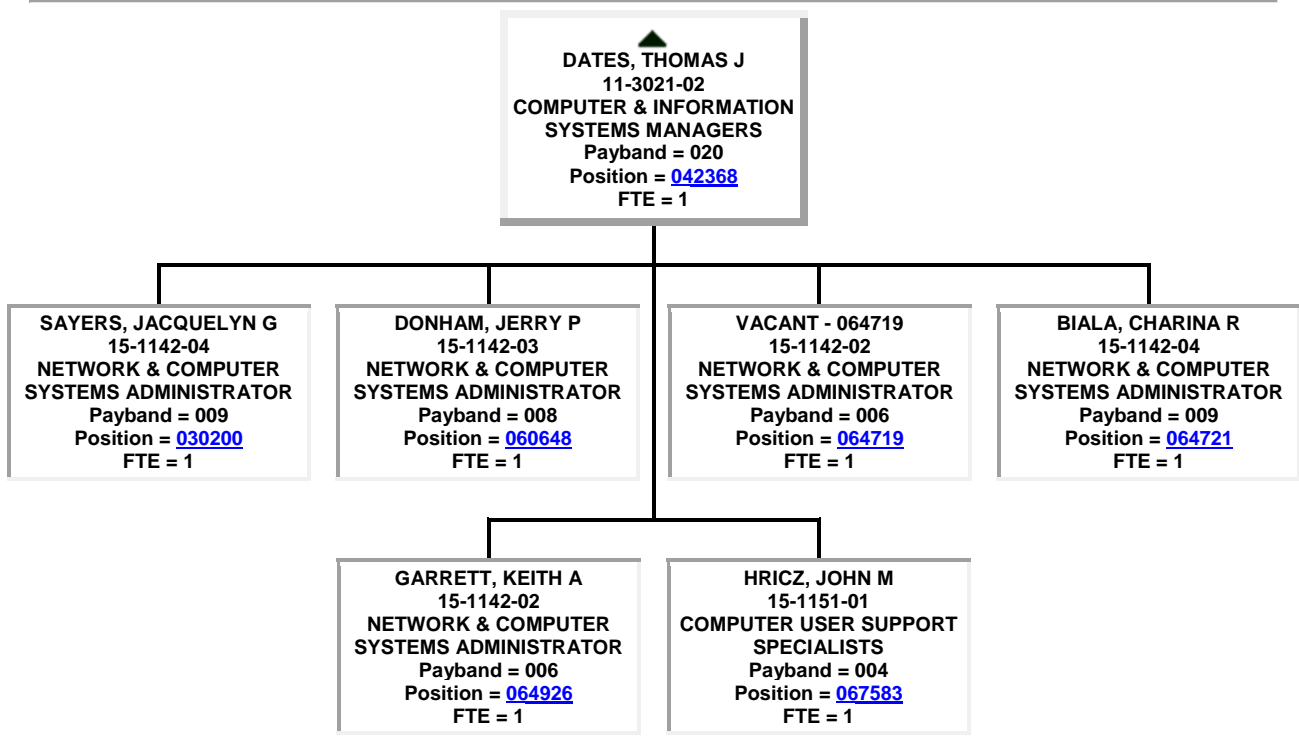 DATES, THOMAS J
11-3021-02
COMPUTER & INFORMATION
SYSTEMS MANAGERS
Payband = 020
Position = 042368
FTE = 1
SAYERS, JACQUELYN G
15-1142-04
NETWORK & COMPUTER
SYSTEMS ADMINISTRATOR
Payband = 009
Position = 030200
FTE = 1
DONHAM, JERRY P
15-1142-03
NETWORK & COMPUTER
SYSTEMS ADMINISTRATOR
Payband = 008
Position = 060648
FTE = 1
VACANT - 064719
15-1142-02
NETWORK & COMPUTER
SYSTEMS ADMINISTRATOR
Payband = 006
Position = 064719
FTE = 1
BIALA, CHARINA R
15-1142-04
NETWORK & COMPUTER
SYSTEMS ADMINISTRATOR
Payband = 009
Position = 064721
FTE = 1
GARRETT, KEITH A
15-1142-02
NETWORK & COMPUTER
SYSTEMS ADMINISTRATOR
Payband = 006
Position = 064926
FTE = 1
HRICZ, JOHN M
15-1151-01
COMPUTER USER SUPPORT
SPECIALISTS
Payband = 004
Position = 067583
FTE = 1